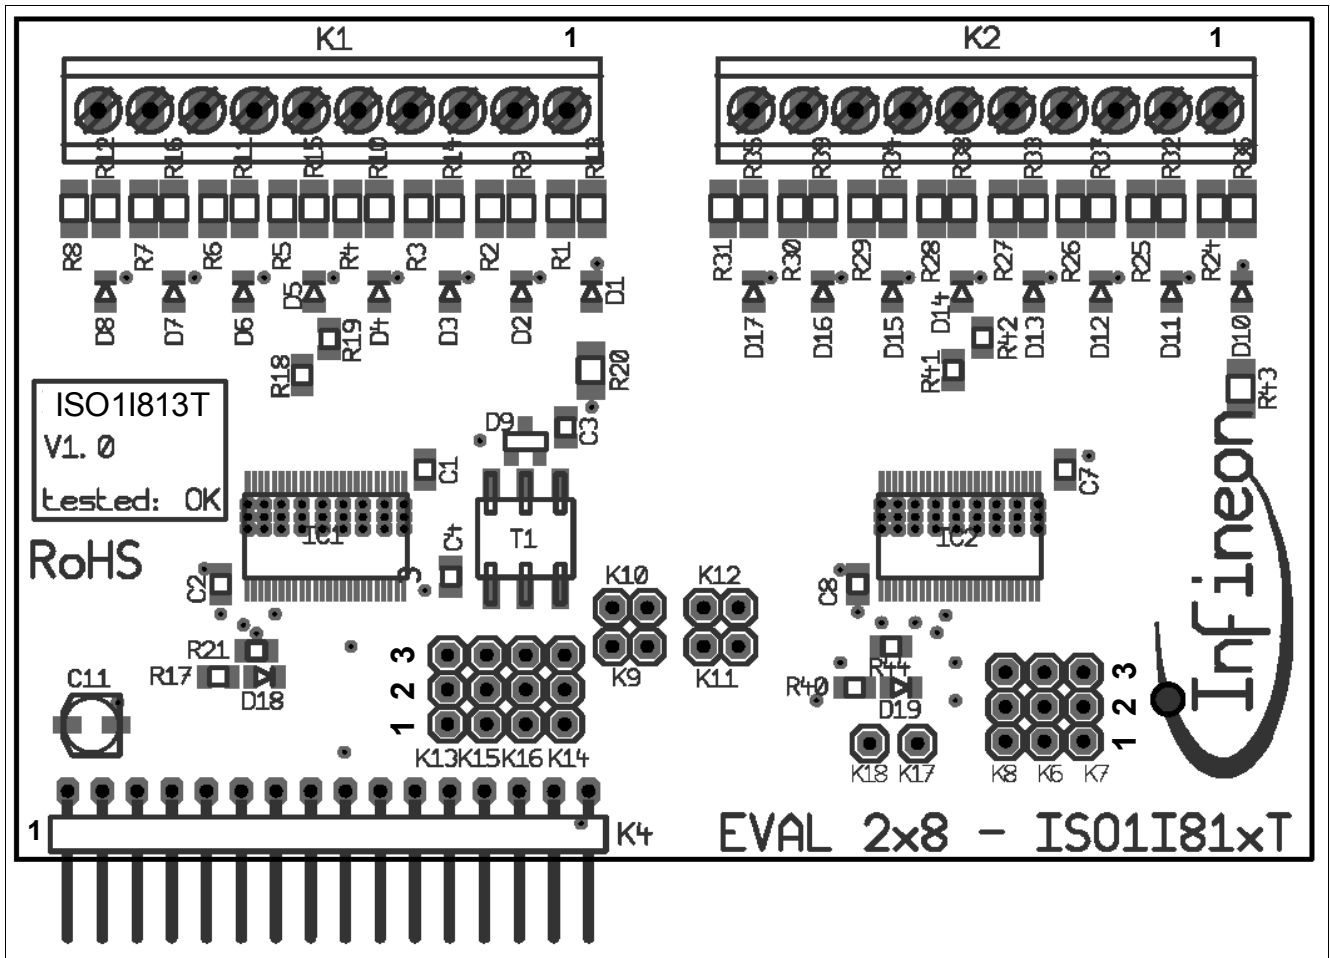 K1 1 K2 1
R12 R16 R11 R15 R10 R14 R9 R13 R35 R39 R34 R38 R33 R37 R32 R36
R8 R7 R6 R5 R4 R3 R2 R1 R31 R30 R29 R28 R27 R26 R25 R24
D8 D7 D6 D5 D4 D3 D2 D1 D17 D16 D15 D14 D13 D12 D11 D10
R18 R19 R20 R41 R42 R43
ISO1I813T
V1.0
tested: OK
D9 C3
C1 C7
IC1 C4 T1 IC2
RoHS
C2 C8
K10 K12
K9 K11
R21
R17 D18
C11
3
2
1
K13 K15 K16 K14
R44
R40 D19
K18 K17
3
2
1
K8 K6 K7
Infineon
1 K4
EVAL 2x8 - ISO1I81xT